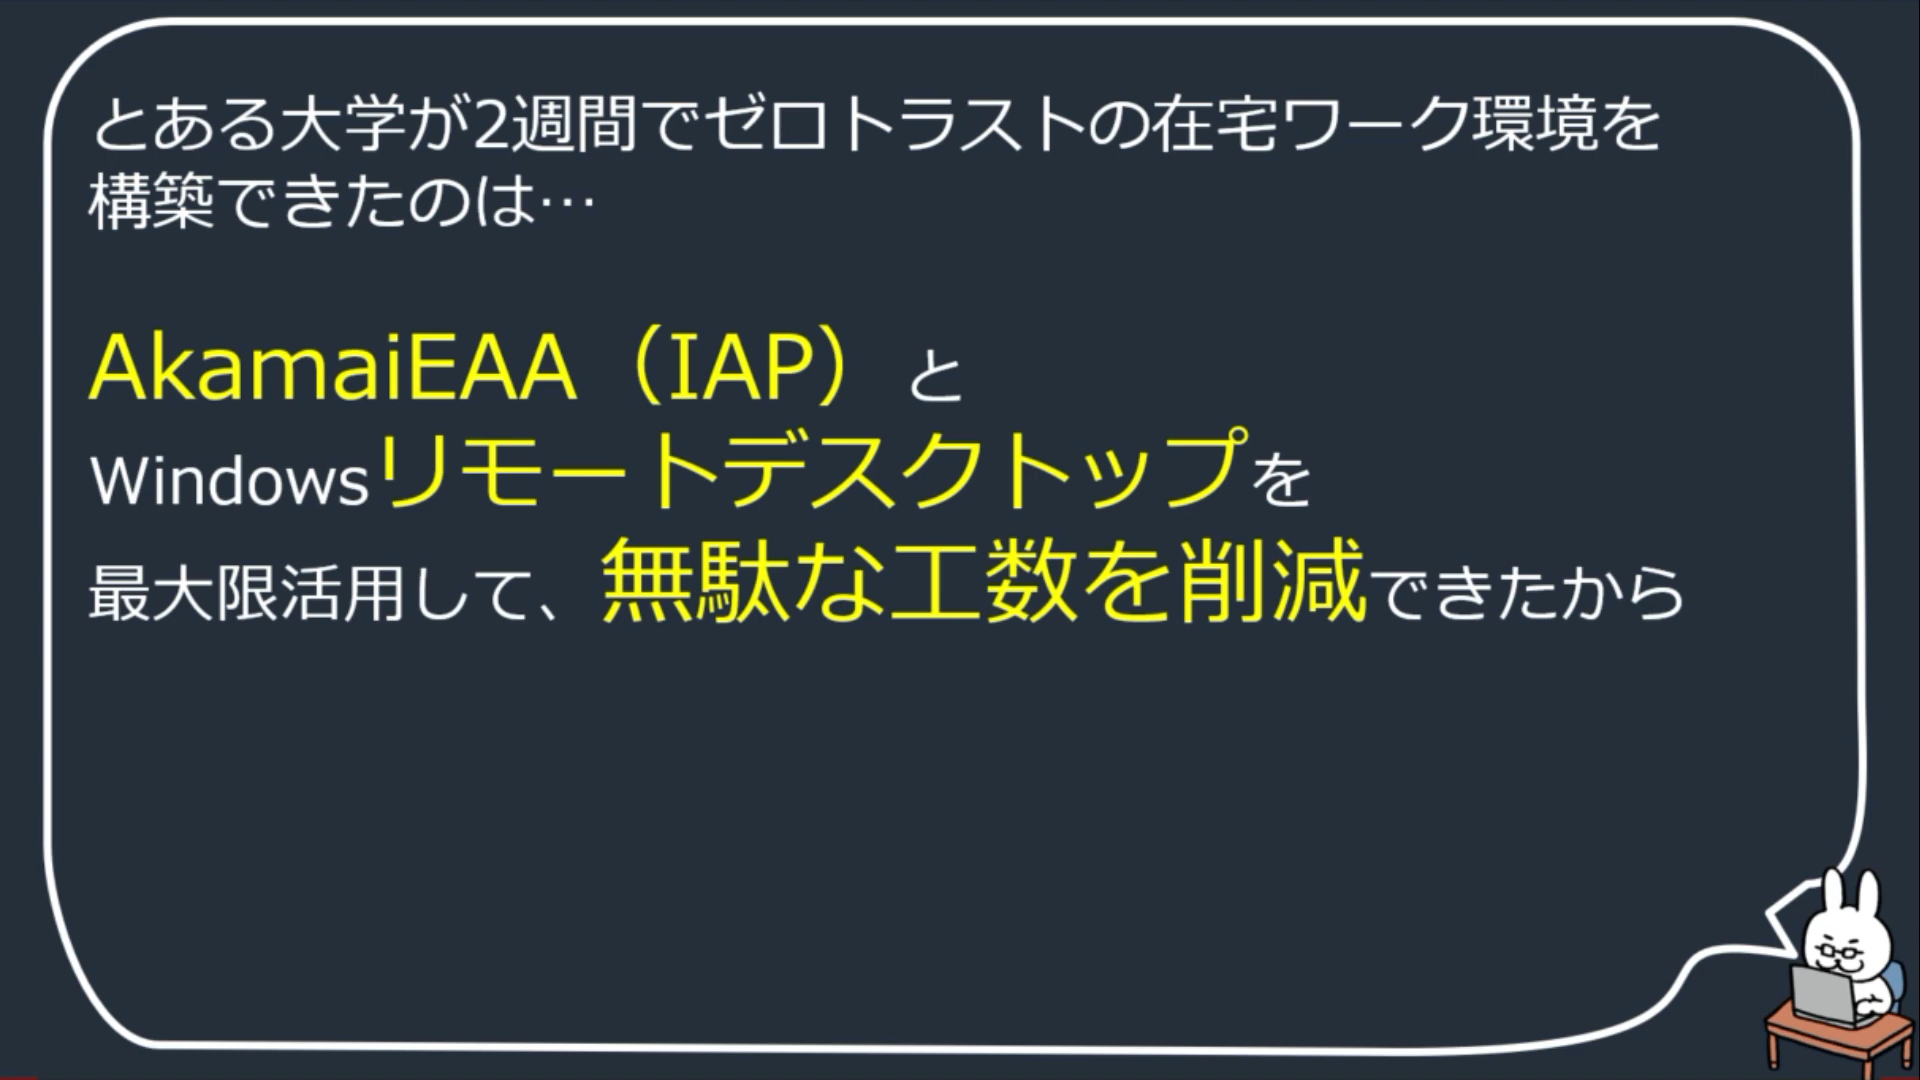 とある大学が2週間でゼロトラストの在宅ワーク環境を
構築できたのは…
AkamaiEAA（IAP）と
Windowsリモートデスクトップを
最大限活用して、無駄な工数を削減できたから